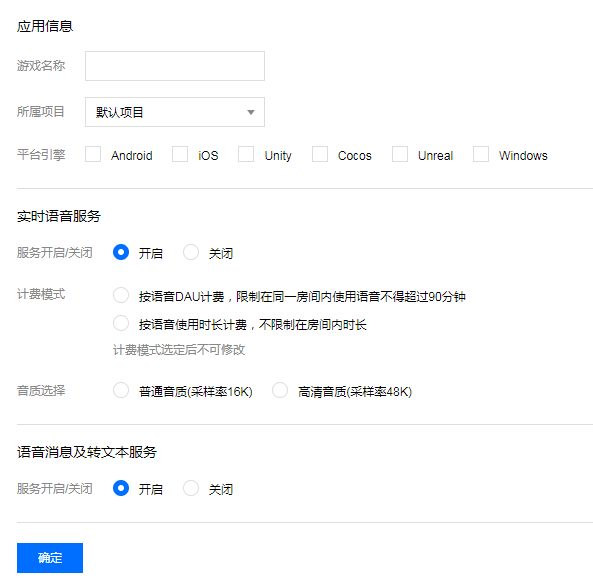 应用信息
游戏名称
所属项目 默认项目
平台引擎 Android iOS Unity Cocos Unreal Windows
实时语音服务
服务开启/关闭 开启 关闭
计费模式 按语音DAU计费，限制在同一房间内使用语音不得超过90分钟
按语音使用时长计费，不限制在房间内时长
计费模式选定后不可修改
音质选择 普通音质(采样率16K) 高清音质(采样率48K)
语音消息及转文本服务
服务开启/关闭 开启 关闭
确定